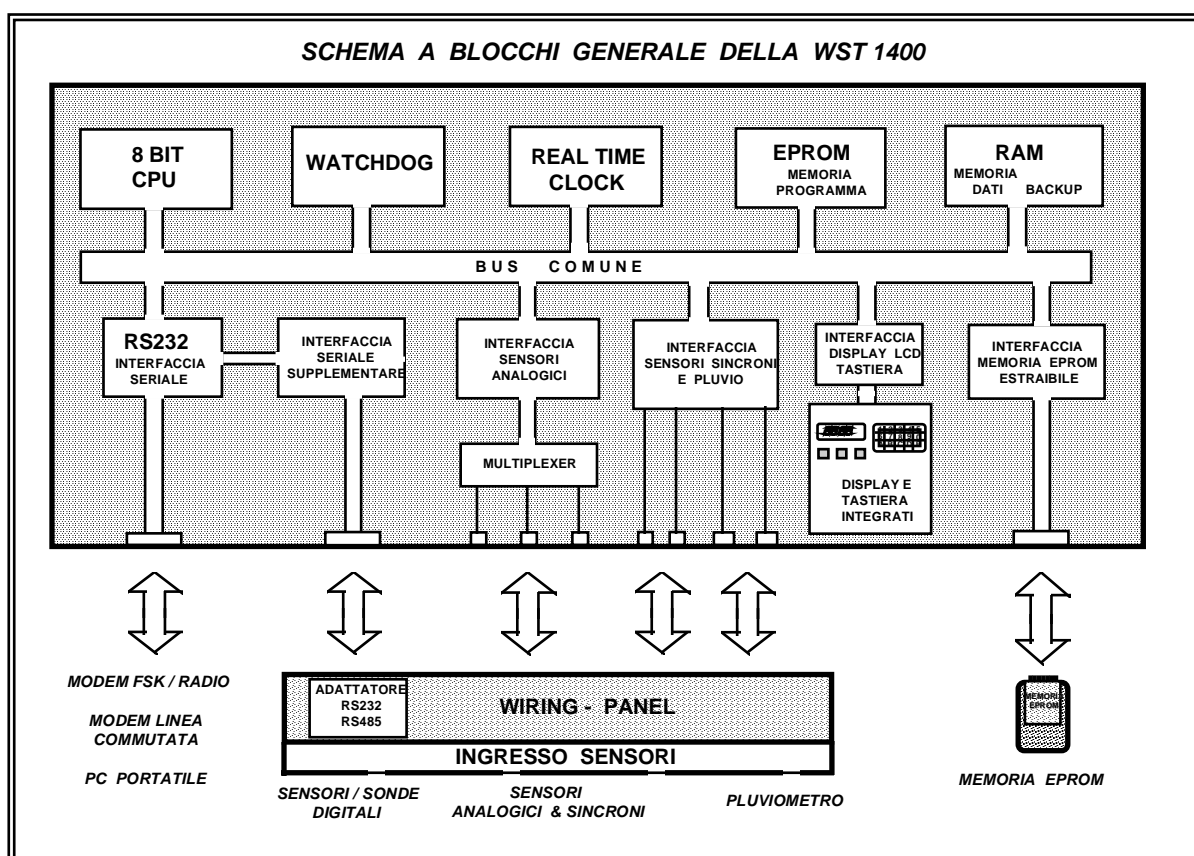 SCHEMA A BLOCCHI GENERALE DELLA WST 1400
8 BIT
CPU
WATCHDOG
REAL TIME
CLOCK
EPROM
MEMORIA
PROGRAMMA
RAM
MEMORIA
DATI BACKUP
BUS COMUNE
RS232
INTERFACCIA
SERIALE
INTERFACCIA
SERIALE
SUPPLEMENTARE
INTERFACCIA
SENSORI
ANALOGICI
INTERFACCIA
SENSORI SINCRONI
E PLUVIO
INTERFACCIA
DISPLAY LCD
TASTIERA
INTERFACCIA
MEMORIA EPROM
ESTRAIBILE
MULTIPLEXER
DISPLAY E
TASTIERA
INTEGRATI
MODEM FSK / RADIO
MODEM LINEA
COMMUTATA
PC PORTATILE
ADATTATORE
RS232
RS485
WIRING - PANEL
INGRESSO SENSORI
SENSORI / SONDE
DIGITALI
SENSORI
ANALOGICI & SINCRONI
PLUVIOMETRO
EPROM
MEMORIA EPROM